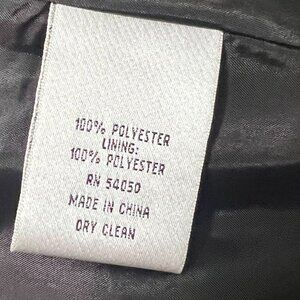 100% POLYESTER
LINING:
100% POLYESTER
RN 54050
MADE IN CHINA
DRY CLEAN